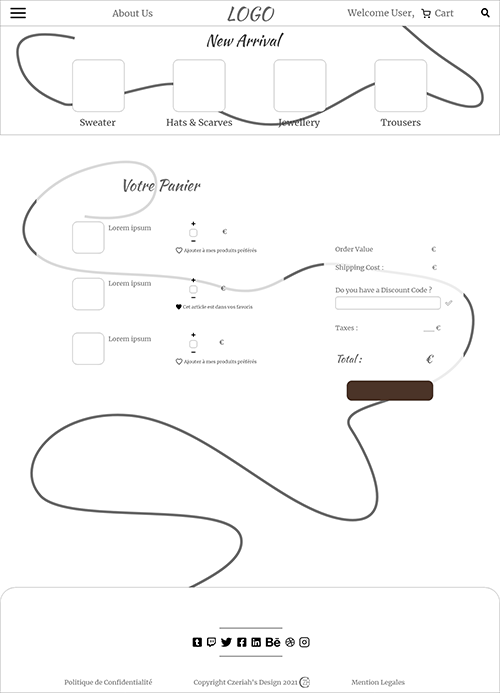 About Us
LOGO
Welcome User,
Cart
New Arrival
Sweater
Hats & Scarves
Jewellery
Trousers
Votre Panier
Lorem ipsum
+
€
−
Ajouter à mes produits préférés
Lorem ipsum
+
€
−
Cet article est dans vos favoris
Lorem ipsum
+
€
−
Ajouter à mes produits préférés
Order Value €
Shipping Cost : €
Do you have a Discount Code ?
Taxes : __ €
Total : €
Bē
Politique de Confidentialité
Copyright Czeriah's Design 2021
Mention Legales